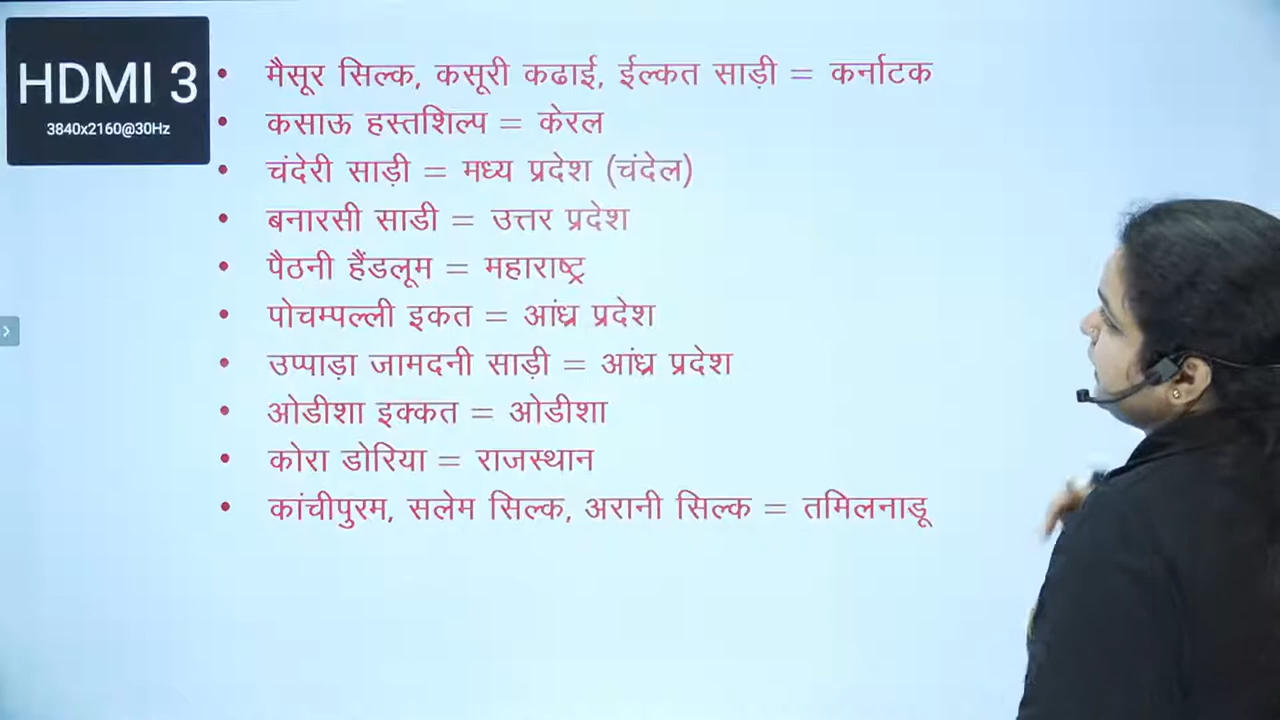 HDMI 3
3840x2160@30Hz
• मैसूर सिल्क, कसूरी कढाई, ईल्कत साड़ी = कर्नाटक
• कसाऊ हस्तशिल्प = केरल
• चंदेरी साड़ी = मध्य प्रदेश (चंदेल)
• बनारसी साडी = उत्तर प्रदेश
• पैठनी हैंडलूम = महाराष्ट्र
• पोचम्पल्ली इकत = आंध्र प्रदेश
• उप्पाड़ा जामदनी साड़ी = आंध्र प्रदेश
• ओडीशा इक्कत = ओडीशा
• कोरा डोरिया = राजस्थान
• कांचीपुरम, सलेम सिल्क, अरानी सिल्क = तमिलनाडू